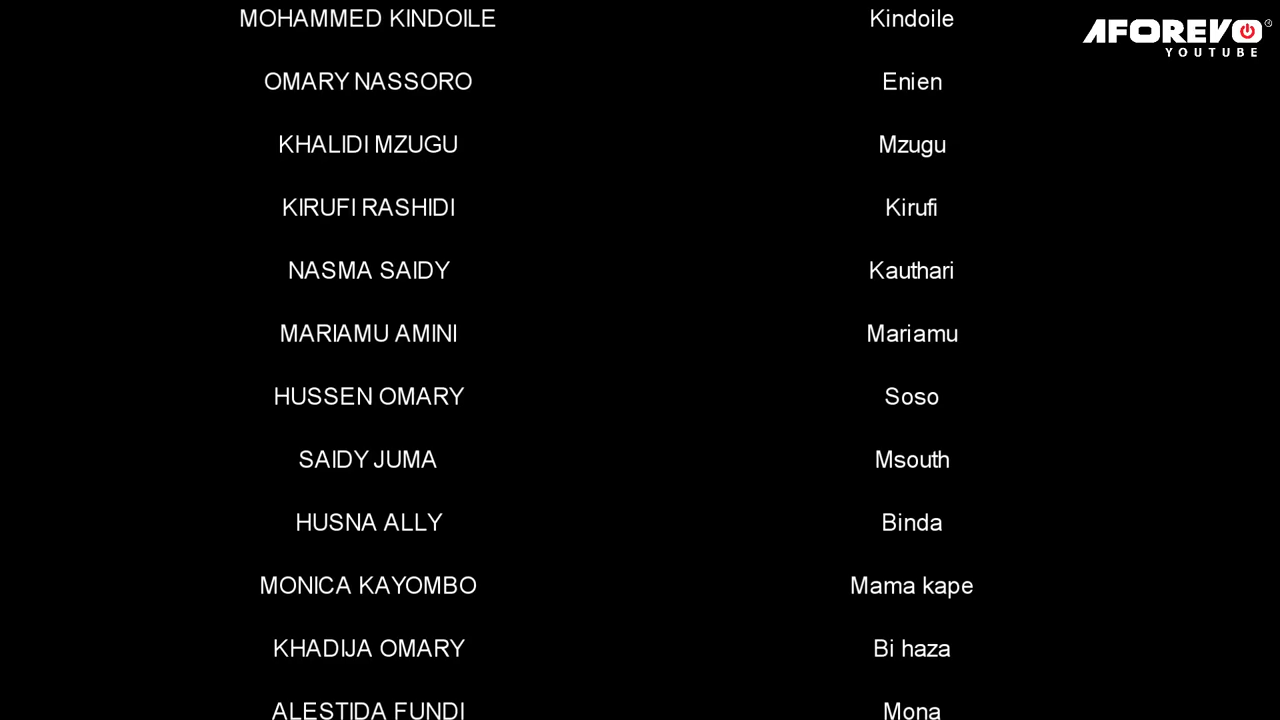 MOHAMMED KINDOILE Kindoile
AFOREVO
YOUTUBE
OMARY NASSORO Enien
KHALIDI MZUGU Mzugu
KIRUFI RASHIDI Kirufi
NASMA SAIDY Kauthari
MARIAMU AMINI Mariamu
HUSSEN OMARY Soso
SAIDY JUMA Msouth
HUSNA ALLY Binda
MONICA KAYOMBO Mama kape
KHADIJA OMARY Bi haza
ALESTIDA FUNDI Mona